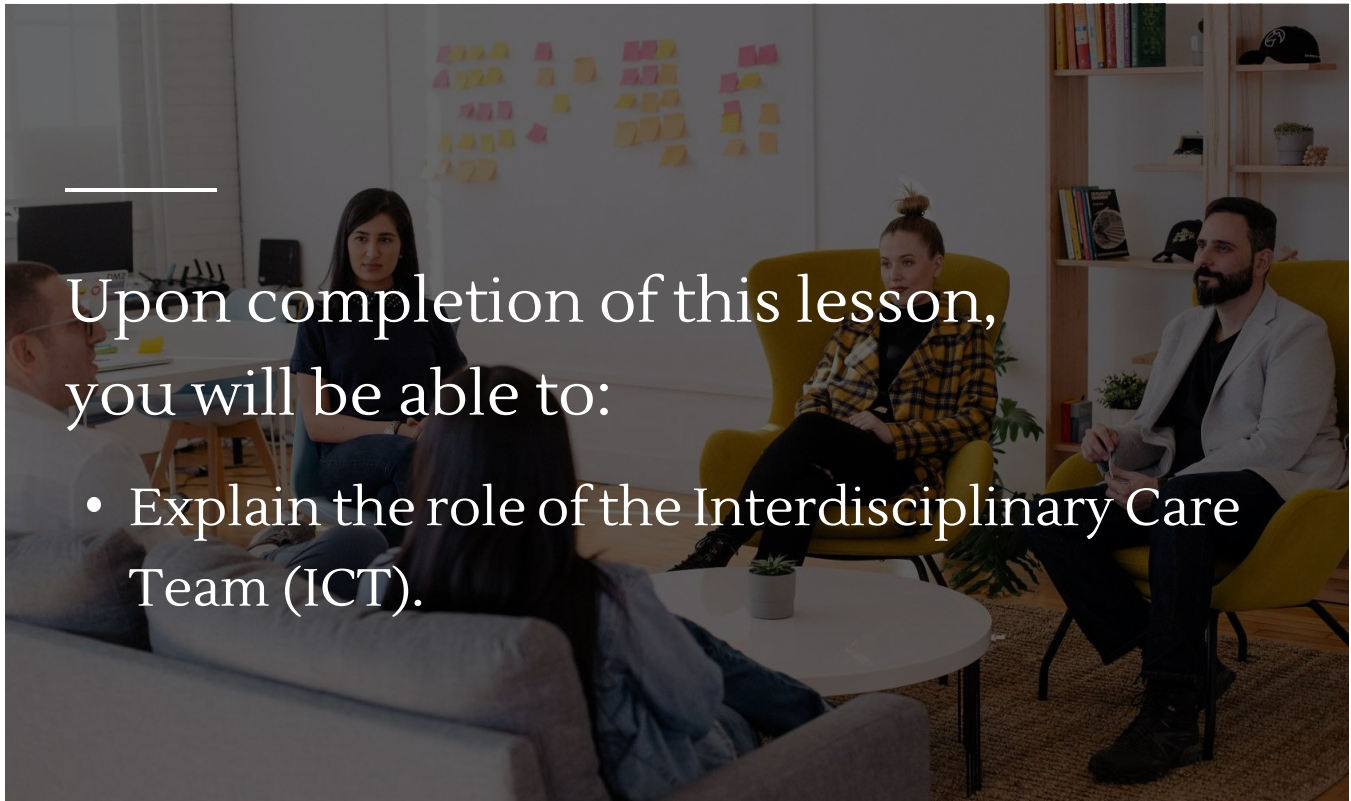 Upon completion of this lesson,
you will be able to:
• Explain the role of the Interdisciplinary Care
Team (ICT).